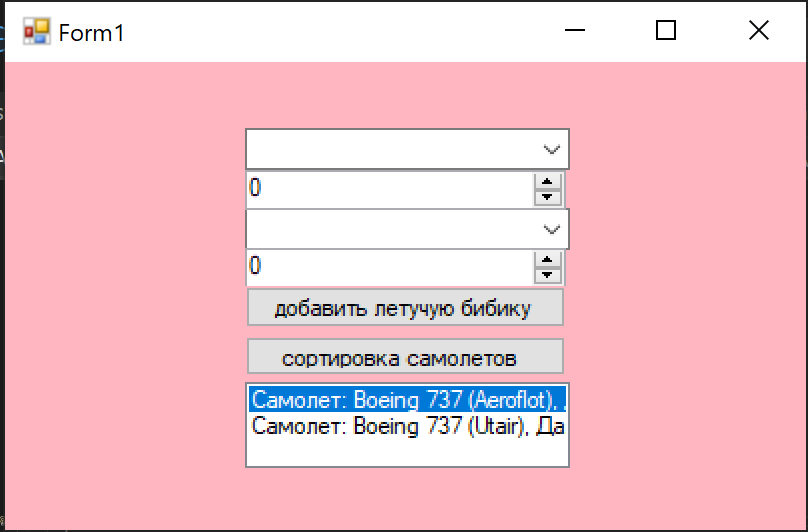 Form1
0
0
добавить летучую бибику
сортировка самолетов
Самолет: Boeing 737 (Aeroflot),
Самолет: Boeing 737 (Utair), Да